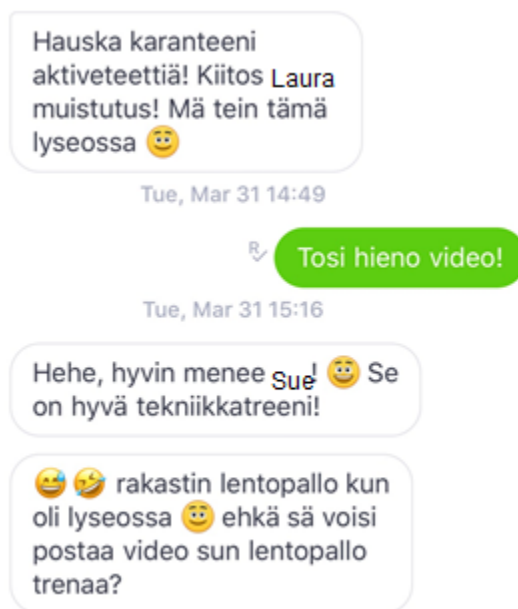 Hauska karanteeni
aktiveteettiä! Kiitos Laura
muistutus! Mä tein tämä
lyseossa 🙂
Tue, Mar 31 14:49
R Tosi hieno video!
Tue, Mar 31 15:16
Hehe, hyvin menee Sue! 😀 Se
on hyvä tekniikkatreeni!
😅 🤣 rakastin lentopallo kun
oli lyseossa 🙂 ehkä sä voisi
postaa video sun lentopallo
trenaa?